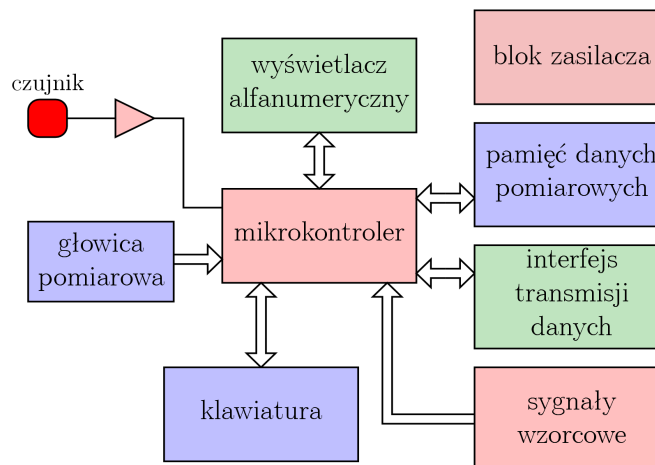 czujnik
wyświetlacz
alfanumeryczny
blok zasilacza
pamięć danych
pomiarowych
mikrokontroler
głowica
pomiarowa
interfejs
transmisji
danych
klawiatura
sygnały
wzorcowe